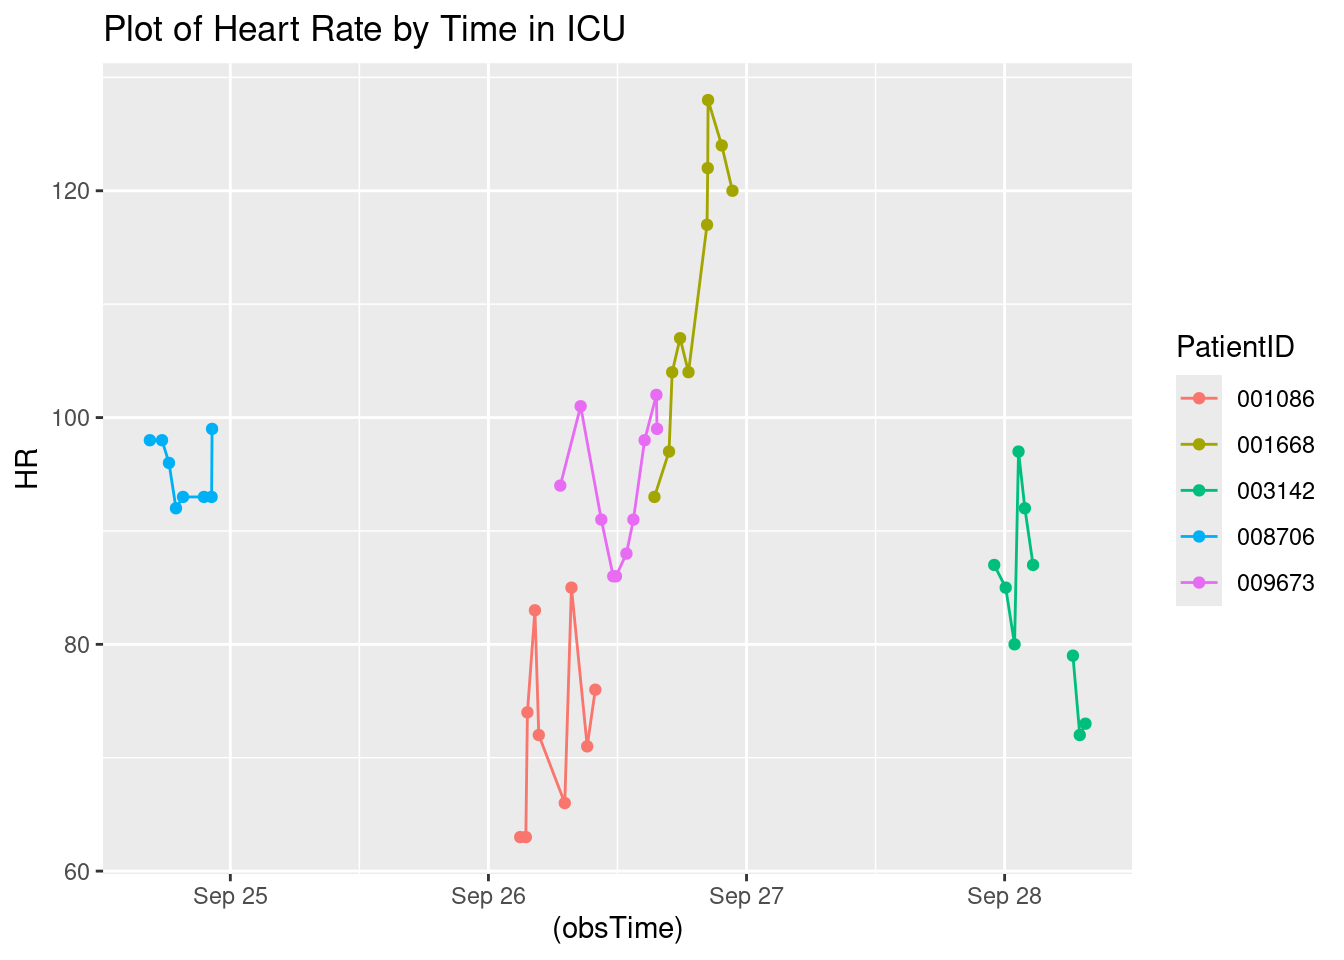 Plot of Heart Rate by Time in ICU
HR
120
100
80
60
Sep 25 Sep 26 Sep 27 Sep 28
(obsTime)
PatientID
001086
001668
003142
008706
009673